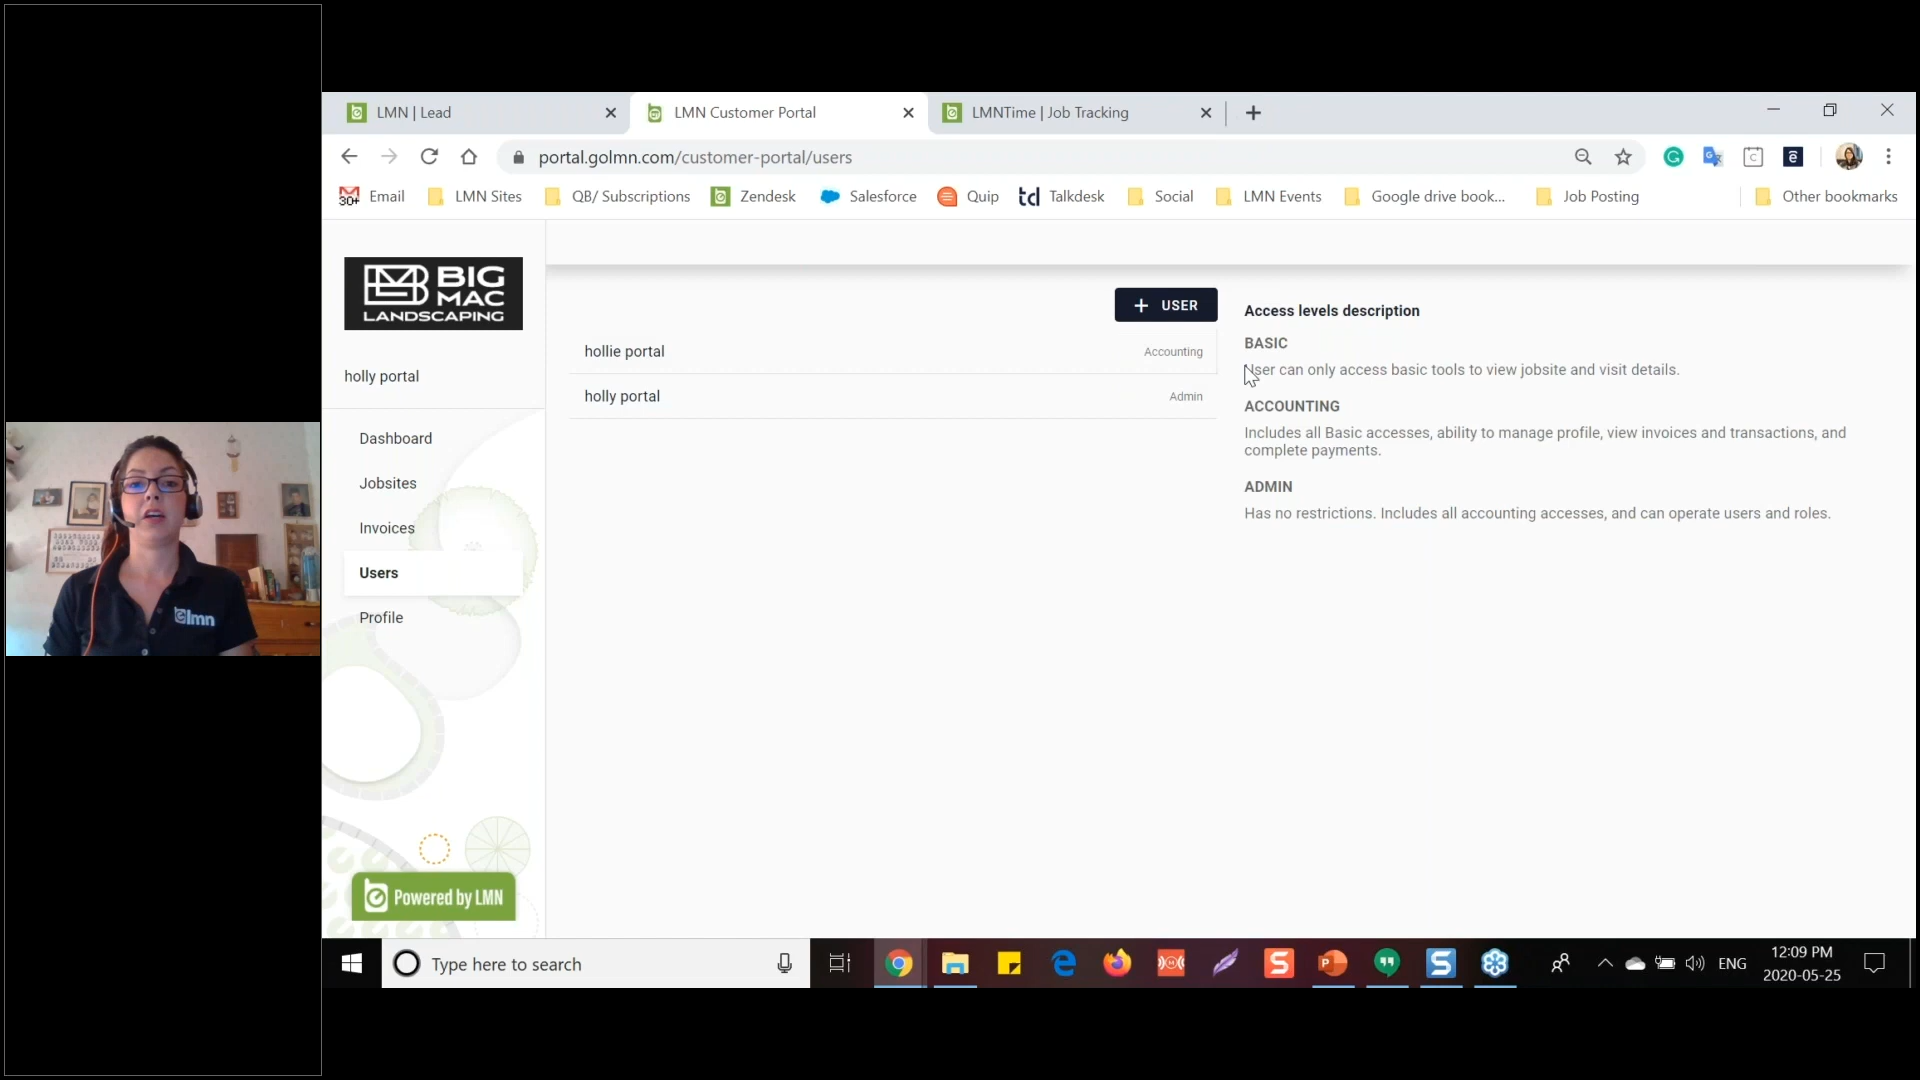 LMN | Lead
LMN Customer Portal
LMNTime | Job Tracking
portal.golmn.com/customer-portal/users
30+
Email
LMN Sites
QB/ Subscriptions
Zendesk
Salesforce
Quip
td Talkdesk
Social
LMN Events
Google drive book...
Job Posting
Other bookmarks
BIG
MAC
LANDSCAPING
holly portal
Dashboard
Jobsites
Invoices
Users
Profile
Powered by LMN
+ USER
hollie portal
Accounting
holly portal
Admin
Access levels description
BASIC
User can only access basic tools to view jobsite and visit details.
ACCOUNTING
Includes all Basic accesses, ability to manage profile, view invoices and transactions, and
complete payments.
ADMIN
Has no restrictions. Includes all accounting accesses, and can operate users and roles.
lmn
Type here to search
ENG
12:09 PM
2020-05-25